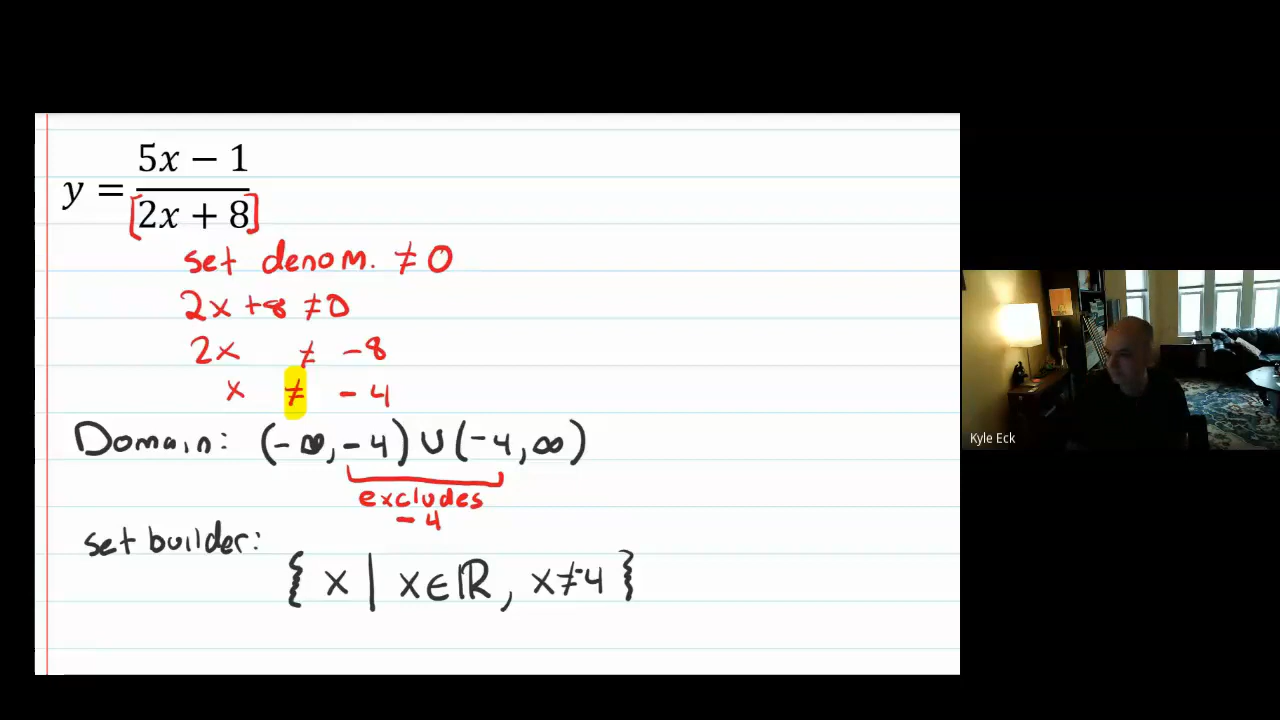 y = (5x − 1)/[2x + 8]
set denom. ≠ 0
2x + 8 ≠ 0
2x ≠ -8
x ≠ -4
Domain: (-∞, -4) ∪ (-4, ∞)
excludes
-4
set builder:
{ x | x ∈ ℝ, x ≠ -4 }
Kyle Eck